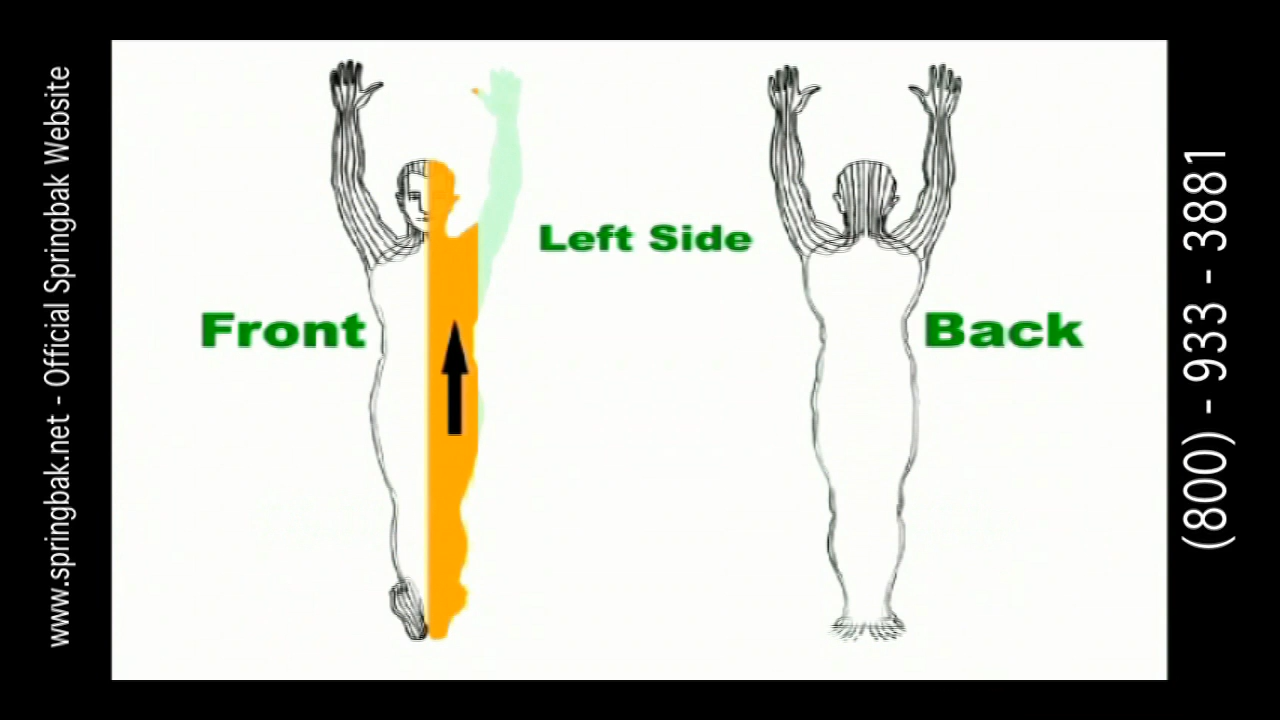 www.springbak.net - Official Springbak Website
Left Side
Front
Back
(800) - 933 - 3881